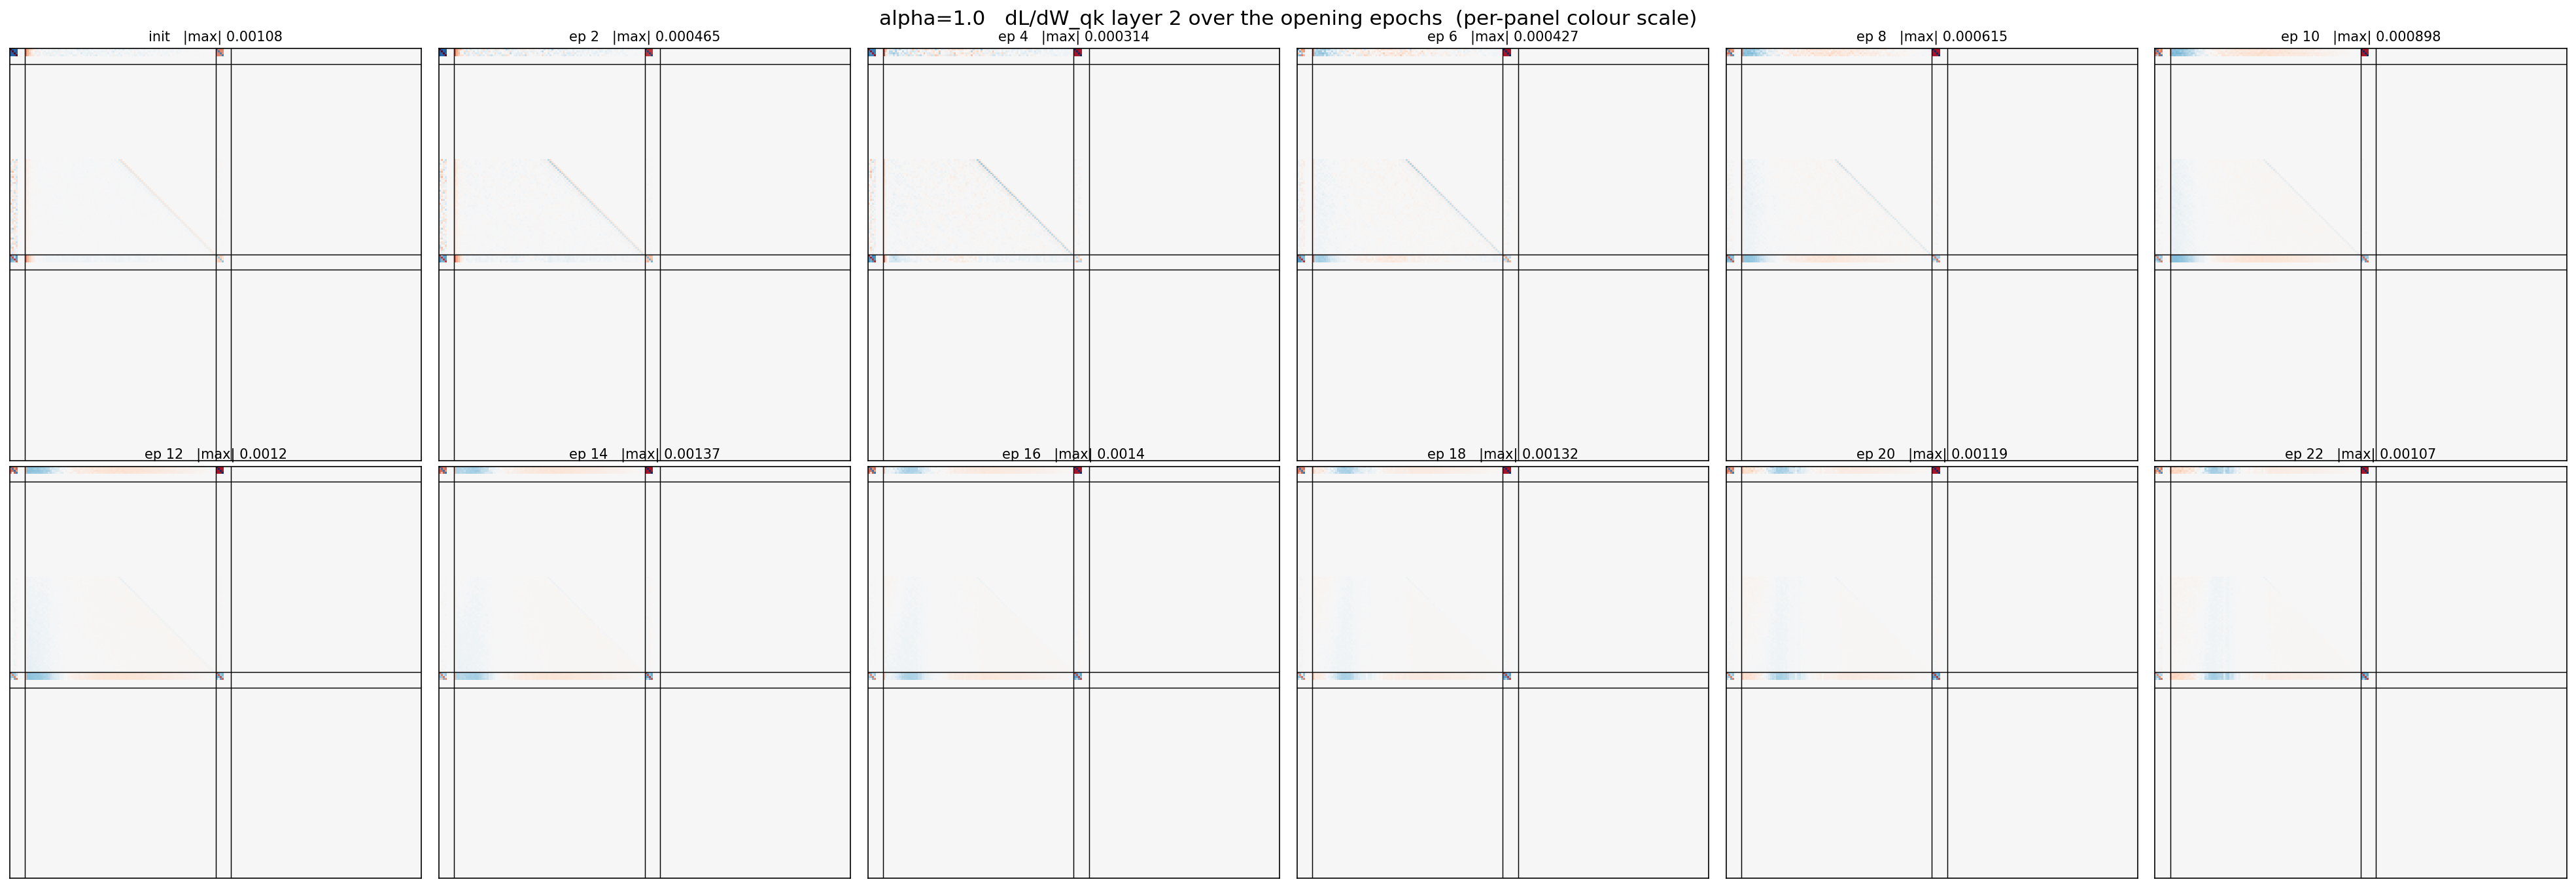 alpha=1.0   dL/dW_qk layer 2 over the opening epochs  (per-panel colour scale)
init   |max| 0.00108
ep 2   |max| 0.000465
ep 4   |max| 0.000314
ep 6   |max| 0.000427
ep 8   |max| 0.000615
ep 10   |max| 0.000898
ep 12   |max| 0.0012
ep 14   |max| 0.00137
ep 16   |max| 0.0014
ep 18   |max| 0.00132
ep 20   |max| 0.00119
ep 22   |max| 0.00107